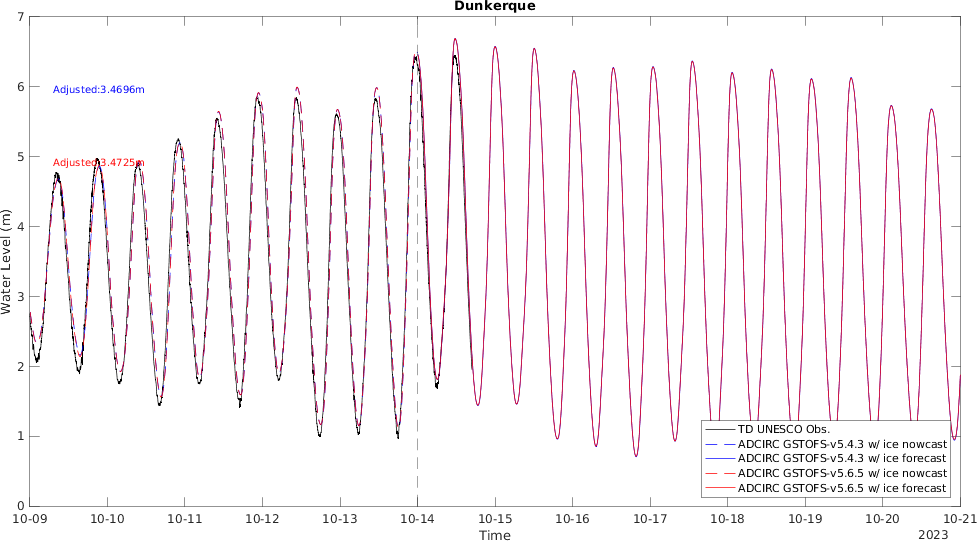 Dunkerque
7
6
5
4
3
2
1
0
Water Level (m)
Adjusted:3.4696m
Adjusted:3.4725m
TD UNESCO Obs.
ADCIRC GSTOFS-v5.4.3 w/ ice nowcast
ADCIRC GSTOFS-v5.4.3 w/ ice forecast
ADCIRC GSTOFS-v5.6.5 w/ ice nowcast
ADCIRC GSTOFS-v5.6.5 w/ ice forecast
10-09 10-10 10-11 10-12 10-13 10-14 10-15 10-16 10-17 10-18 10-19 10-20 10-21
Time
2023